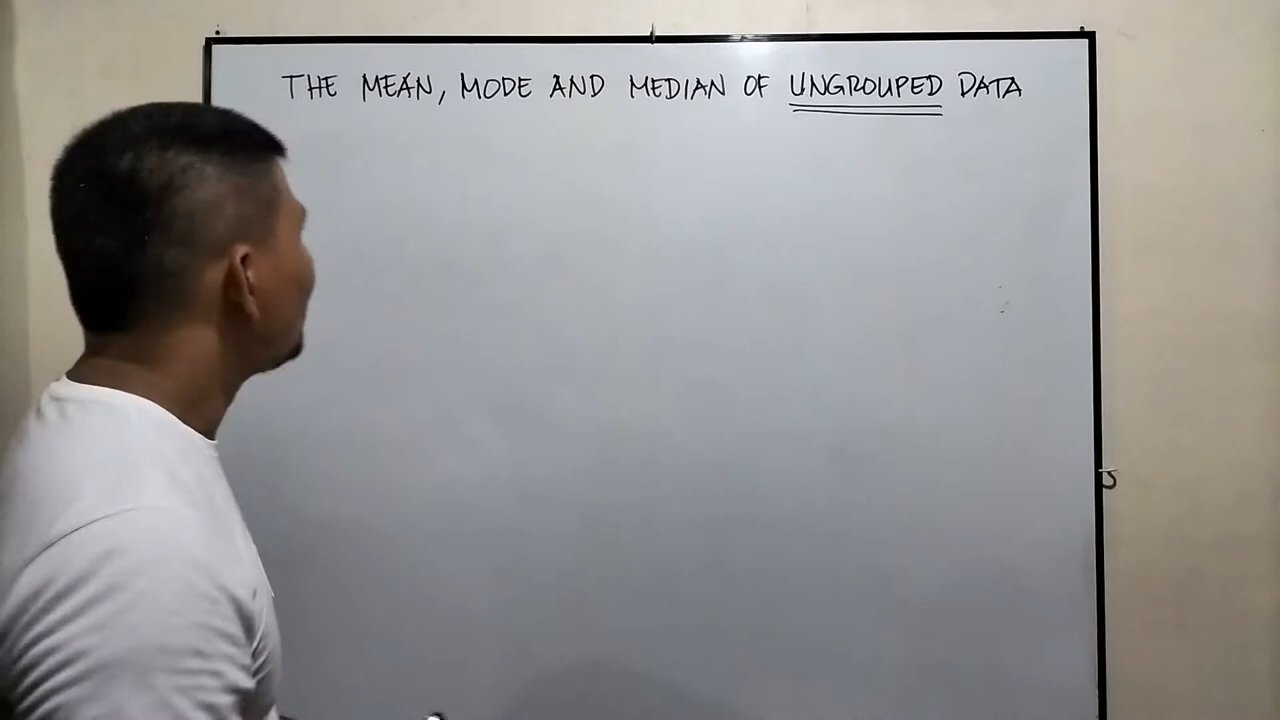 THE MEAN, MODE AND MEDIAN OF UNGROUPED DATA